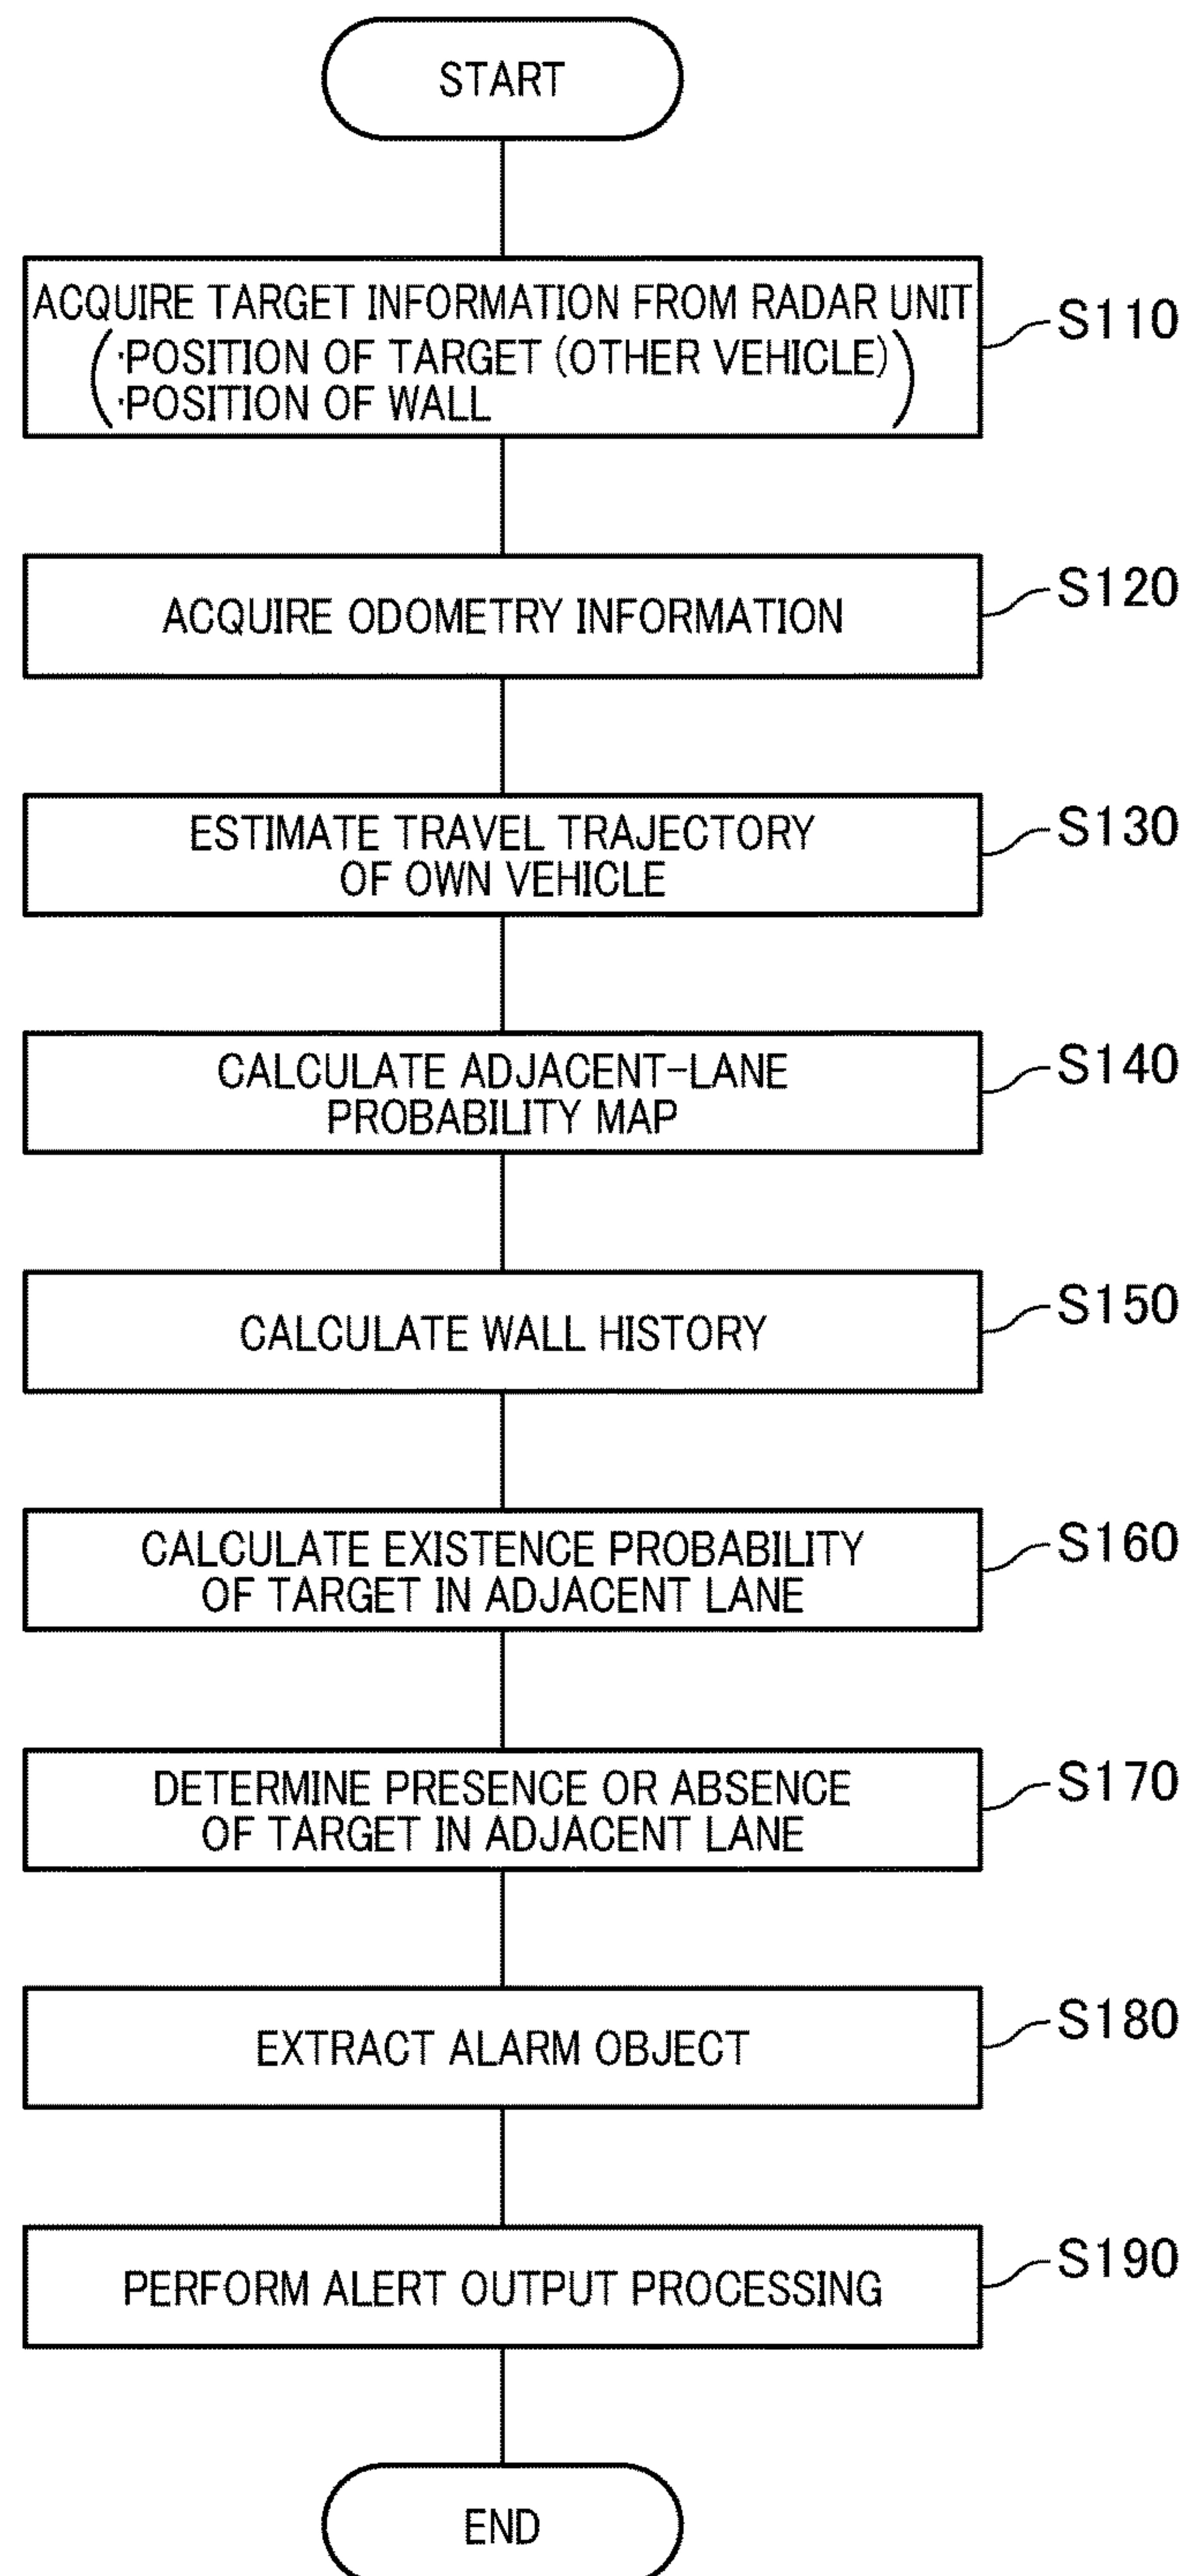 START
ACQUIRE TARGET INFORMATION FROM RADAR UNIT
S110
(·POSITION OF TARGET (OTHER VEHICLE)
·POSITION OF WALL)
ACQUIRE ODOMETRY INFORMATION
S120
ESTIMATE TRAVEL TRAJECTORY
OF OWN VEHICLE
S130
CALCULATE ADJACENT-LANE
PROBABILITY MAP
S140
CALCULATE WALL HISTORY
S150
CALCULATE EXISTENCE PROBABILITY
OF TARGET IN ADJACENT LANE
S160
DETERMINE PRESENCE OR ABSENCE
OF TARGET IN ADJACENT LANE
S170
EXTRACT ALARM OBJECT
S180
PERFORM ALERT OUTPUT PROCESSING
S190
END